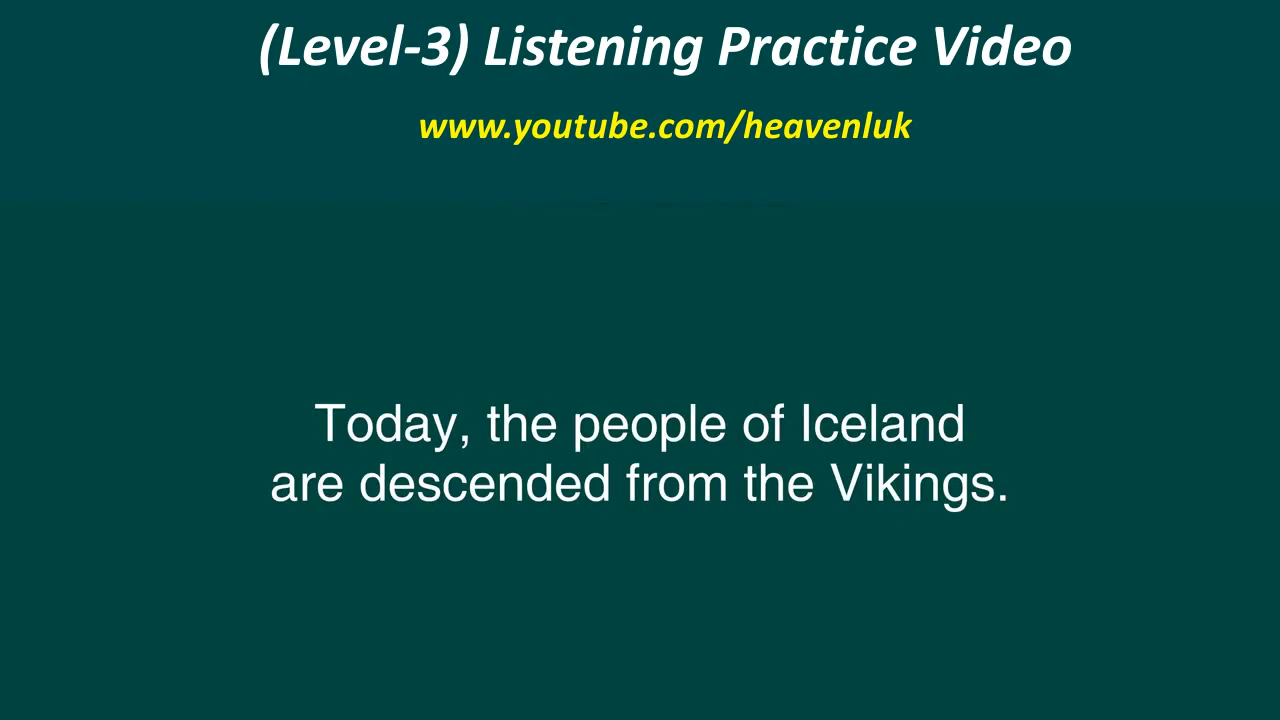 (Level-3) Listening Practice Video
www.youtube.com/heavenluk
Today, the people of Iceland
are descended from the Vikings.